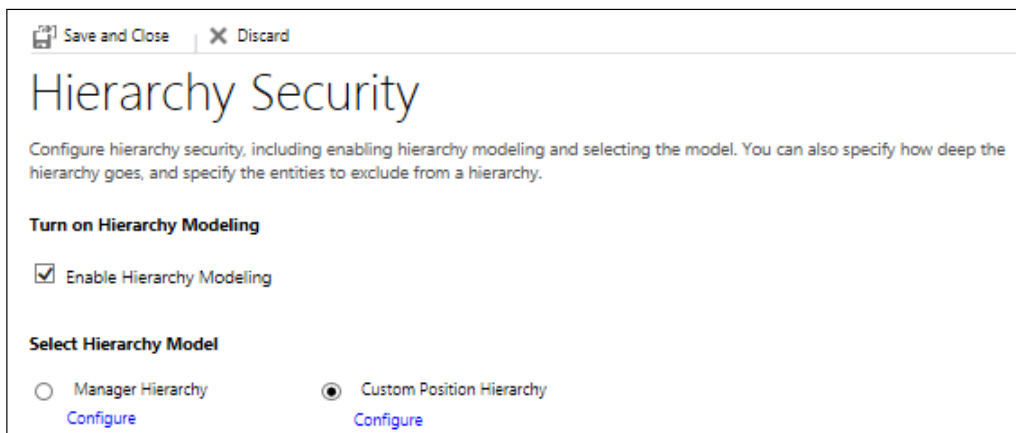 Save and Close Discard
Hierarchy Security
Configure hierarchy security, including enabling hierarchy modeling and selecting the model. You can also specify how deep the
hierarchy goes, and specify the entities to exclude from a hierarchy.
Turn on Hierarchy Modeling
Enable Hierarchy Modeling
Select Hierarchy Model
Manager Hierarchy Custom Position Hierarchy
Configure Configure